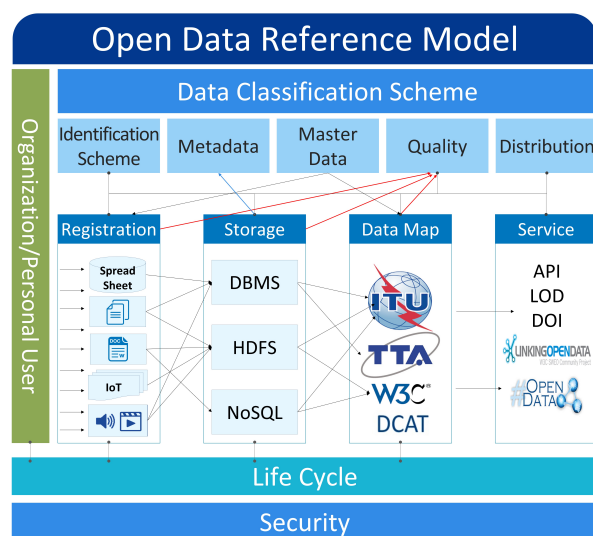 Open Data Reference Model
Organization/Personal User
Data Classification Scheme
Identification
Scheme
Metadata
Master
Data
Quality
Distribution
Registration
Storage
Data Map
Service
Spread
Sheet
DOC
W
IoT
DBMS
HDFS
NoSQL
ITU
TTA
W3C®
DCAT
API
LOD
DOI
LINKINGOPENDATA
#OPEN
DATA
Life Cycle
Security